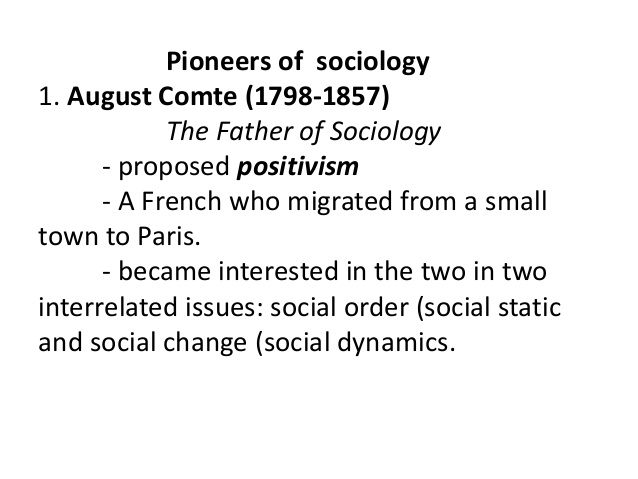 Pioneers of sociology
1. August Comte (1798-1857)
The Father of Sociology
- proposed positivism
- A French who migrated from a small
town to Paris.
- became interested in the two in two
interrelated issues: social order (social static
and social change (social dynamics.